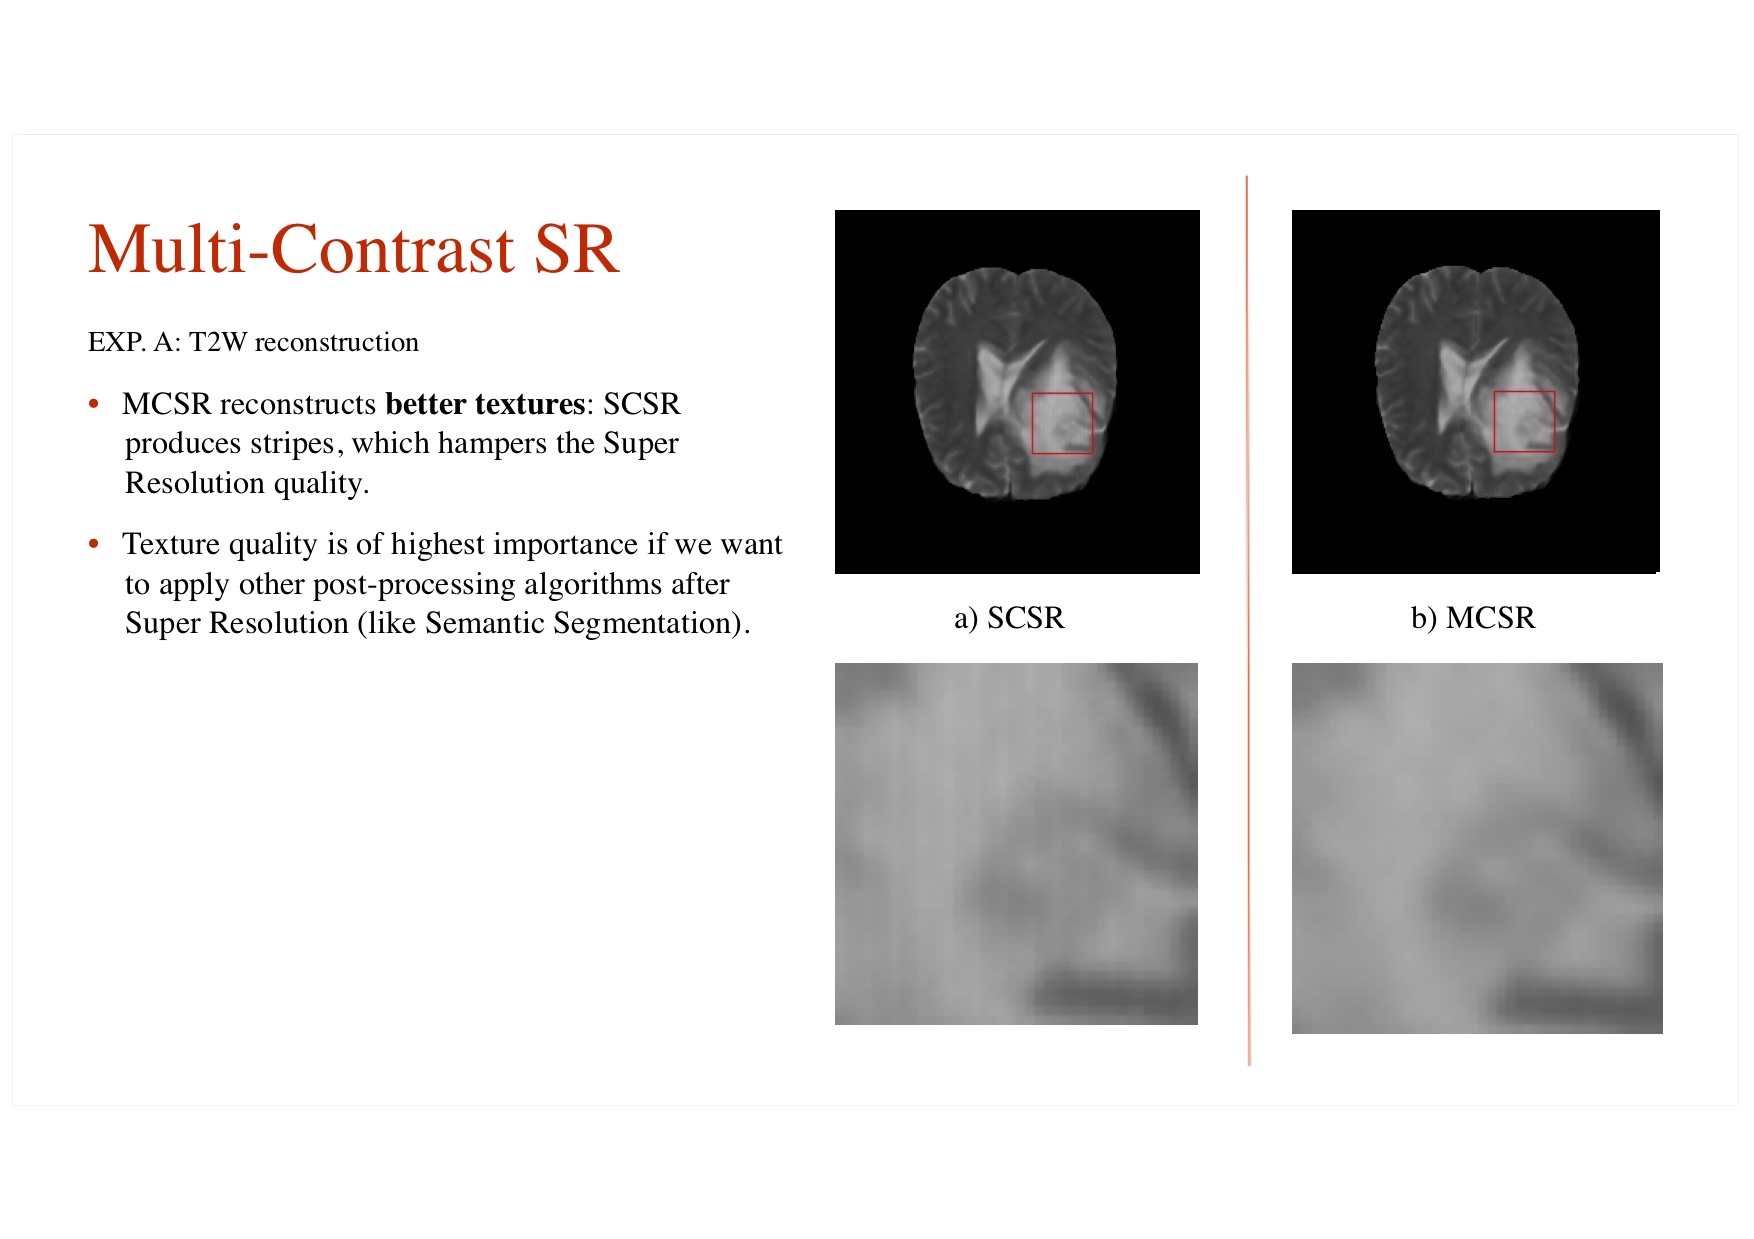 Multi-Contrast SR
EXP. A: T2W reconstruction
• MCSR reconstructs better textures: SCSR
produces stripes, which hampers the Super
Resolution quality.
• Texture quality is of highest importance if we want
to apply other post-processing algorithms after
Super Resolution (like Semantic Segmentation).
a) SCSR
b) MCSR